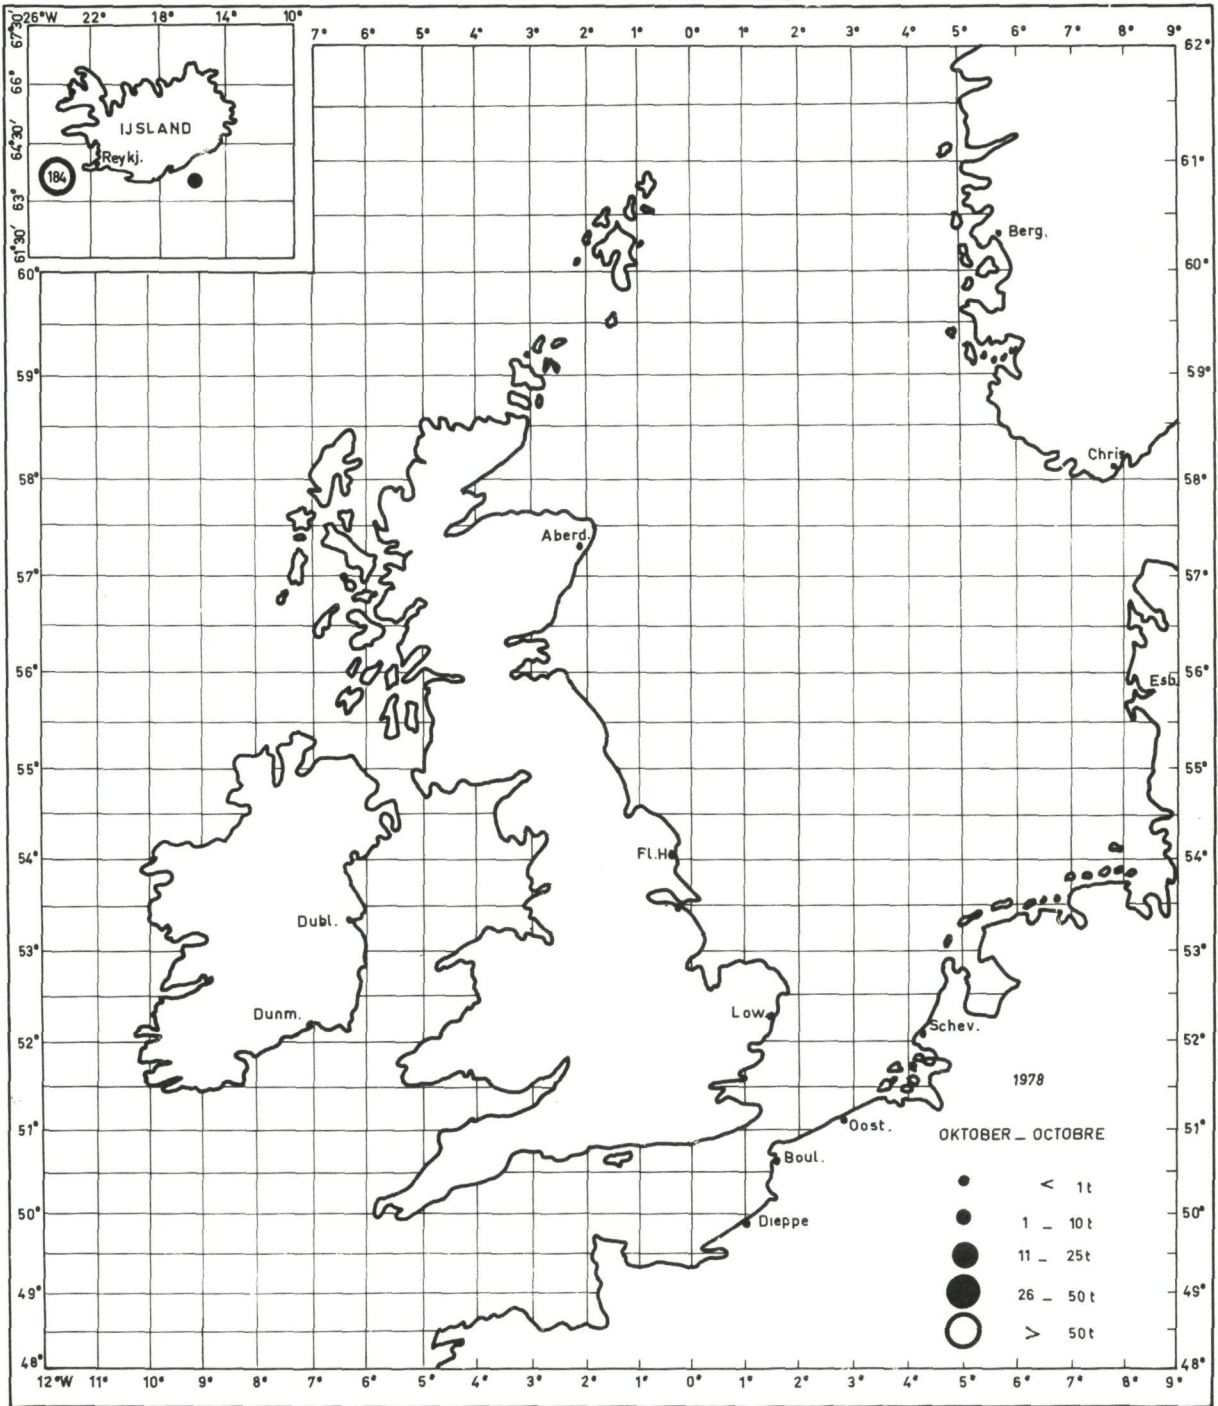 26°W 22° 18° 14° 10°
67°30' 66° 64°30' 63° 61°30'
IJSLAND
Reykj.
184
7° 6° 5° 4° 3° 2° 1° 0° 1° 2° 3° 4° 5° 6° 7° 8° 9°
62°
61°
Berg.
60° 60°
59° 59°
Chris
58° 58°
Aberd.
57° 57°
56° 56°
Esb.
55° 55°
54° Fl.H 54°
Dubl.
53° 53°
Dunm. Low.
Schev.
52° 52°
1978
51° Oost. 51°
OKTOBER _ OCTOBRE
Boul.
< 1t
50° Dieppe 50°
1 _ 10t
11 _ 25t
49° 49°
26 _ 50t
> 50t
48° 48°
12°W 11° 10° 9° 8° 7° 6° 5° 4° 3° 2° 1° 0° 1° 2° 3° 4° 5° 6° 7° 8° 9°